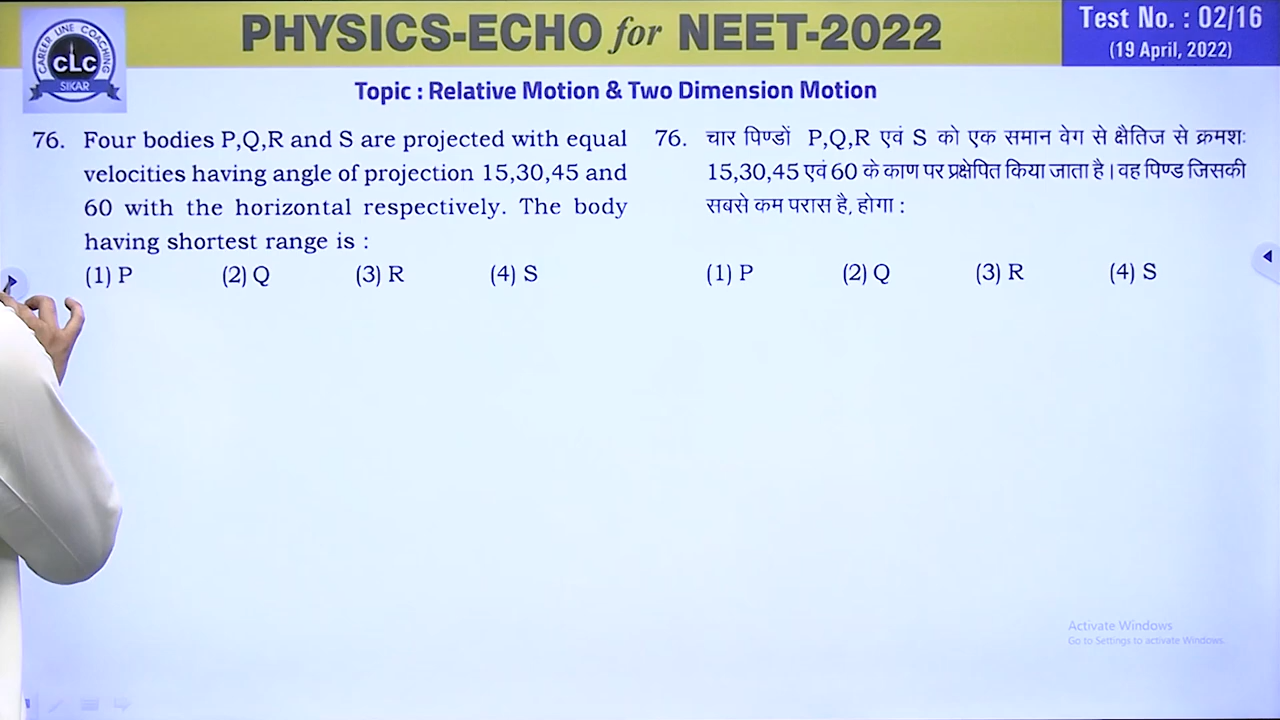 CAREER LINE COACHING
CLC
SIKAR
PHYSICS-ECHO for NEET-2022
Test No. : 02/16
(19 April, 2022)
Topic : Relative Motion & Two Dimension Motion
76. Four bodies P,Q,R and S are projected with equal
velocities having angle of projection 15,30,45 and
60 with the horizontal respectively. The body
having shortest range is :
(1) P (2) Q (3) R (4) S
76. चार पिण्डों P,Q,R एवं S को एक समान वेग से क्षैतिज से क्रमशः
15,30,45 एवं 60 के काण पर प्रक्षेपित किया जाता है। वह पिण्ड जिसकी
सबसे कम परास है, होगा :
(1) P (2) Q (3) R (4) S
Activate Windows
Go to Settings to activate Windows.